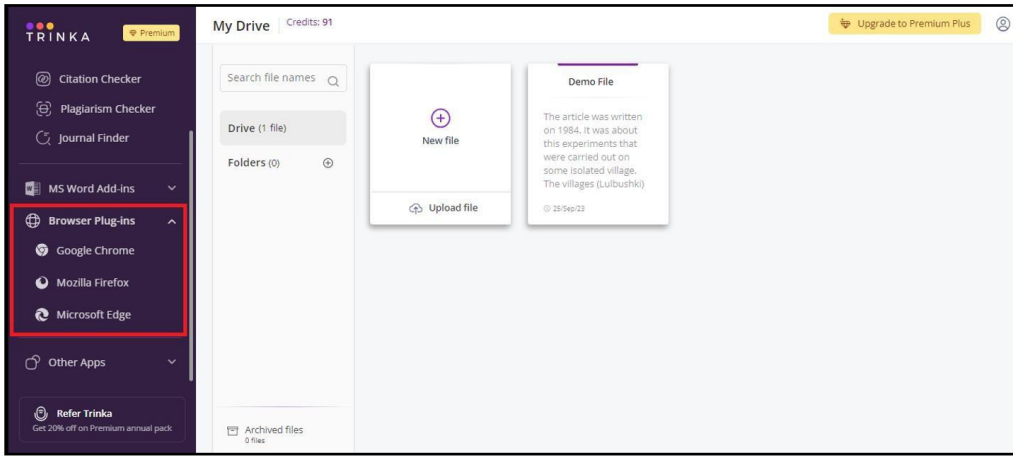 TRINKA
Premium
Citation Checker
Plagiarism Checker
Journal Finder
MS Word Add-ins
Browser Plug-ins
Google Chrome
Mozilla Firefox
Microsoft Edge
Other Apps
Refer Trinka
Get 20% off on Premium annual pack
My Drive
Credits: 91
Upgrade to Premium Plus
Search file names
Drive (1 file)
Folders (0)
Archived files
0 files
New file
Upload file
Demo File
The article was written
on 1984. It was about
this experiments that
were carried out on
some isolated village.
The villages (Lulbushki)
25/Sep/23